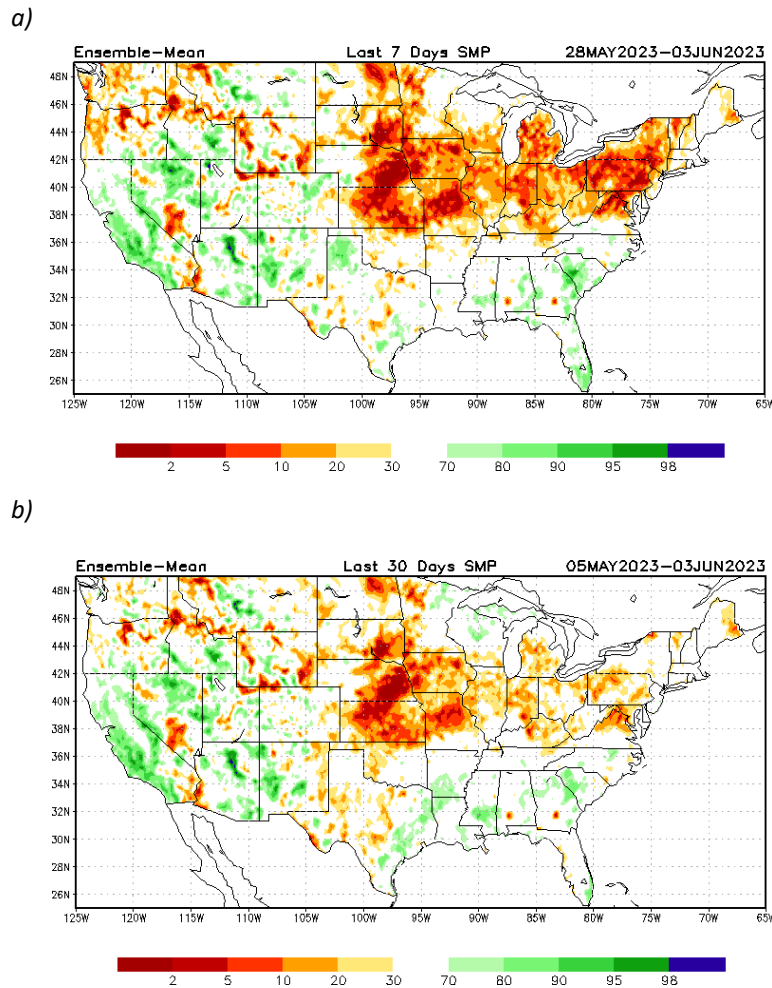 a)
Ensemble-Mean Last 7 Days SMP 28MAY2023-03JUN2023
48N
46N
44N
42N
40N
38N
36N
34N
32N
30N
28N
26N
125W 120W 115W 110W 105W 100W 95W 90W 85W 80W 75W 70W 65W
2 5 10 20 30 70 80 90 95 98
b)
Ensemble-Mean Last 30 Days SMP 05MAY2023-03JUN2023
48N
46N
44N
42N
40N
38N
36N
34N
32N
30N
28N
26N
125W 120W 115W 110W 105W 100W 95W 90W 85W 80W 75W 70W 65W
2 5 10 20 30 70 80 90 95 98